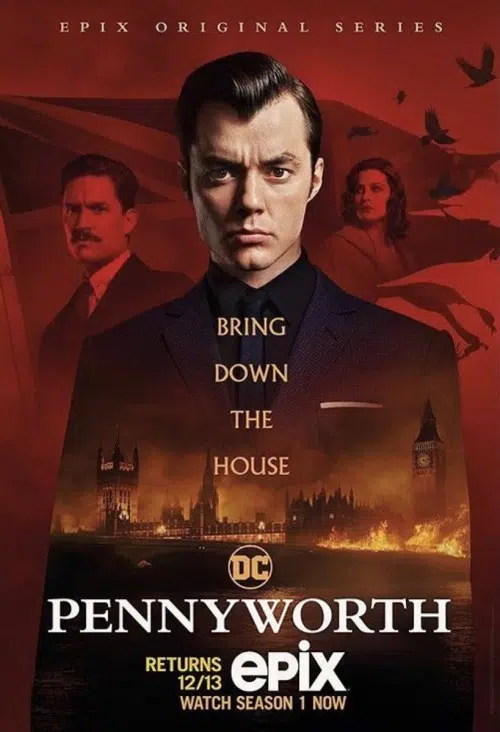 EPIX ORIGINAL SERIES
BRING
DOWN
THE
HOUSE
DC
PENNYWORTH
RETURNS
12/13
epix
WATCH SEASON 1 NOW